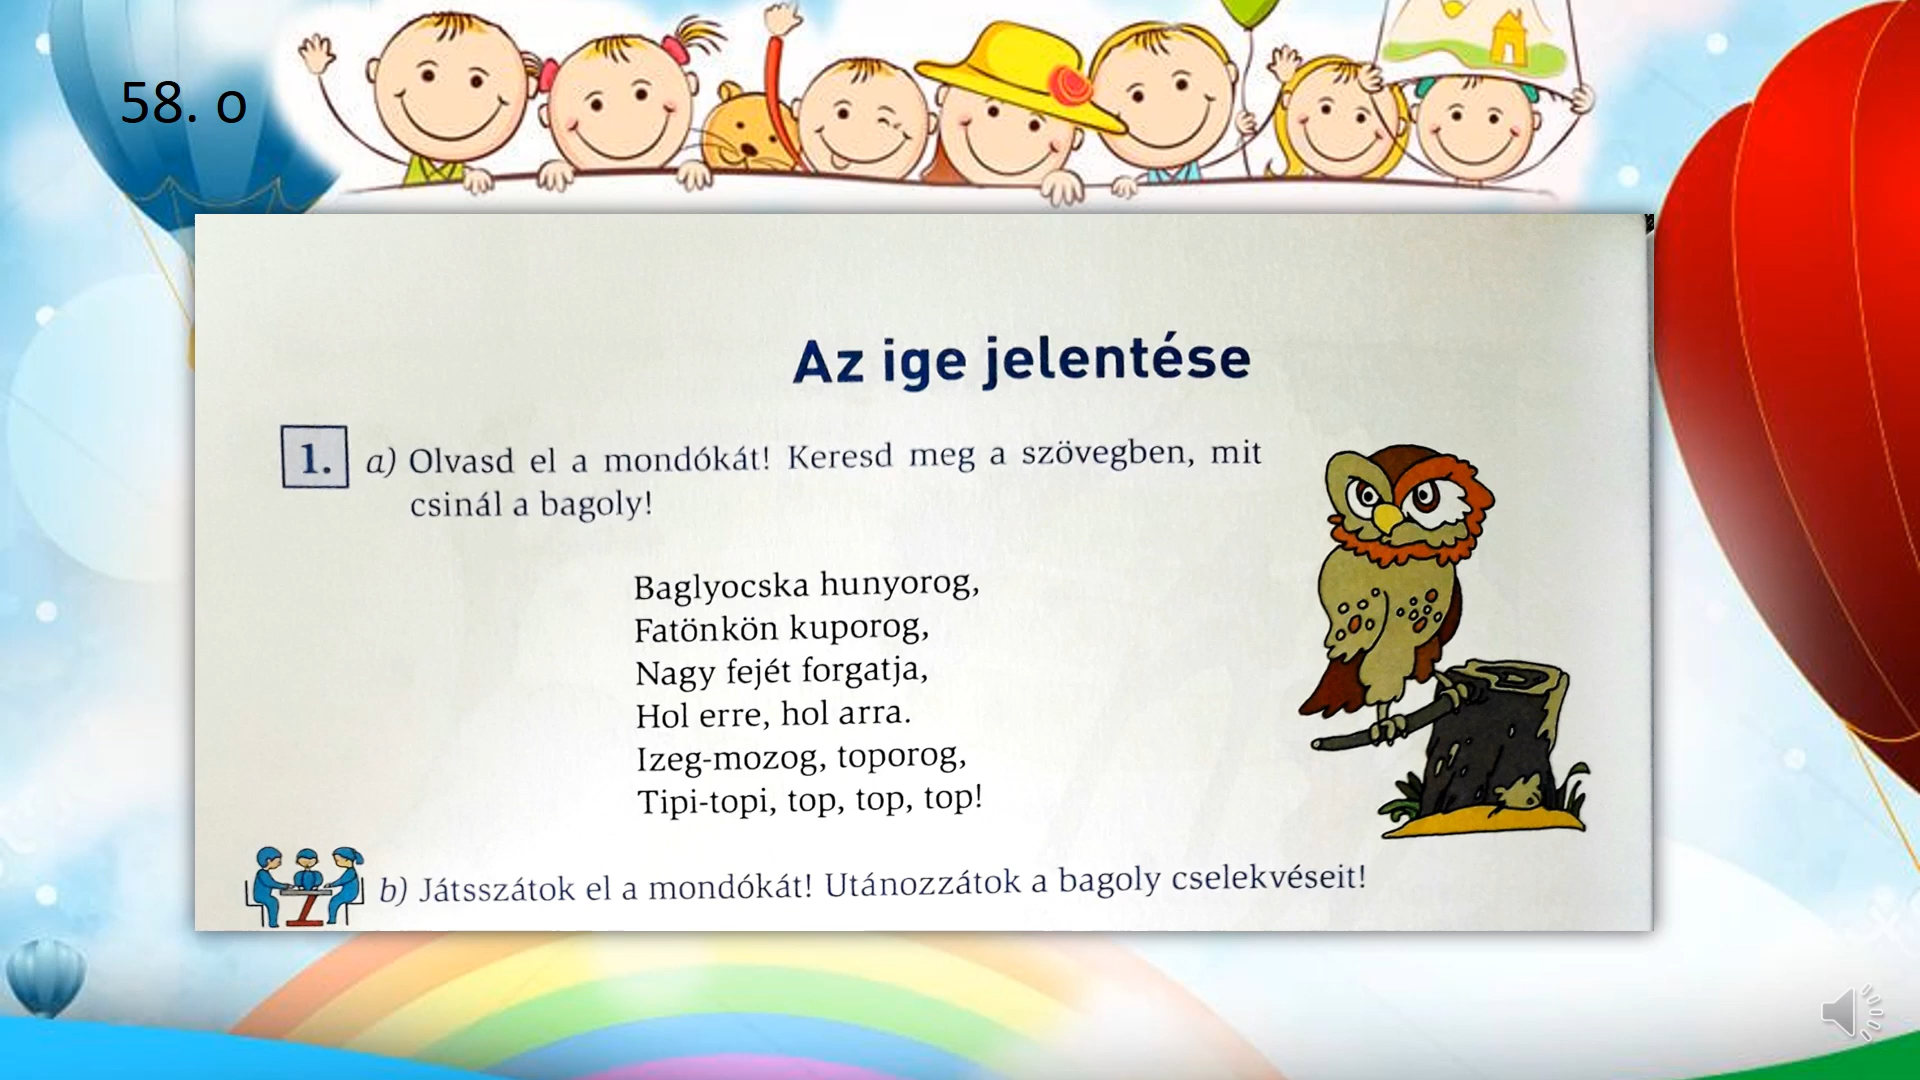 58. o
Az ige jelentése
1. a) Olvasd el a mondókát! Keresd meg a szövegben, mit
csinál a bagoly!
Baglyocska hunyorog,
Fatönkön kuporog,
Nagy fejét forgatja,
Hol erre, hol arra.
Izeg-mozog, toporog,
Tipi-topi, top, top, top!
b) Játsszátok el a mondókát! Utánozzátok a bagoly cselekvéseit!